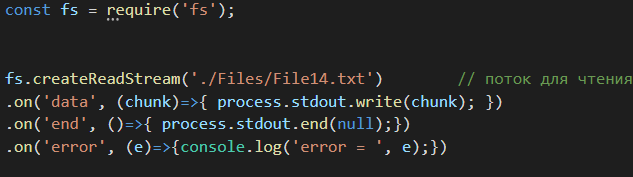 const fs = require('fs');
fs.createReadStream('./Files/File14.txt')        // поток для чтения
.on('data', (chunk)=>{ process.stdout.write(chunk); })
.on('end', ()=>{ process.stdout.end(null);})
.on('error', (e)=>{console.log('error = ', e);})